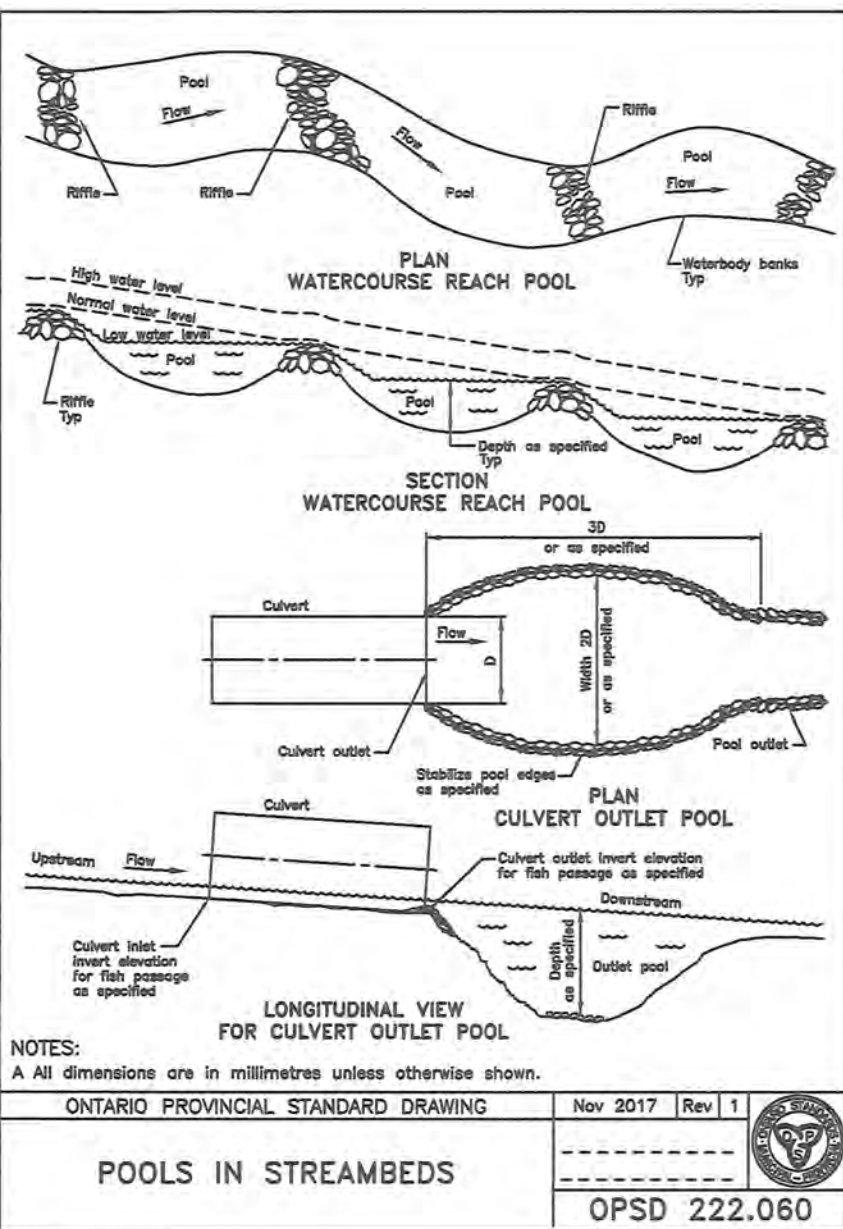 Pool
Flow
Riffle
Riffle
Flow
Pool
Riffle
Pool
Flow
Waterbody banks
Typ
PLAN
WATERCOURSE REACH POOL
High water level
Normal water level
Low water level
Pool
Riffle
Typ
Pool
Depth as specified
Typ
Pool
SECTION
WATERCOURSE REACH POOL
3D
or as specified
Culvert
Flow
D
Width 2D
or as specified
Culvert outlet
Stabilize pool edges
as specified
Pool outlet
PLAN
CULVERT OUTLET POOL
Culvert
Upstream
Flow
Culvert outlet invert elevation
for fish passage as specified
Downstream
Culvert inlet
invert elevation
for fish passage
as specified
Depth
as specified
Outlet pool
LONGITUDINAL VIEW
FOR CULVERT OUTLET POOL
NOTES:
A All dimensions are in millimetres unless otherwise shown.
ONTARIO PROVINCIAL STANDARD DRAWING
Nov 2017 Rev 1
POOLS IN STREAMBEDS
OPSD 222.060
ONTARIO STANDARDS
OPS